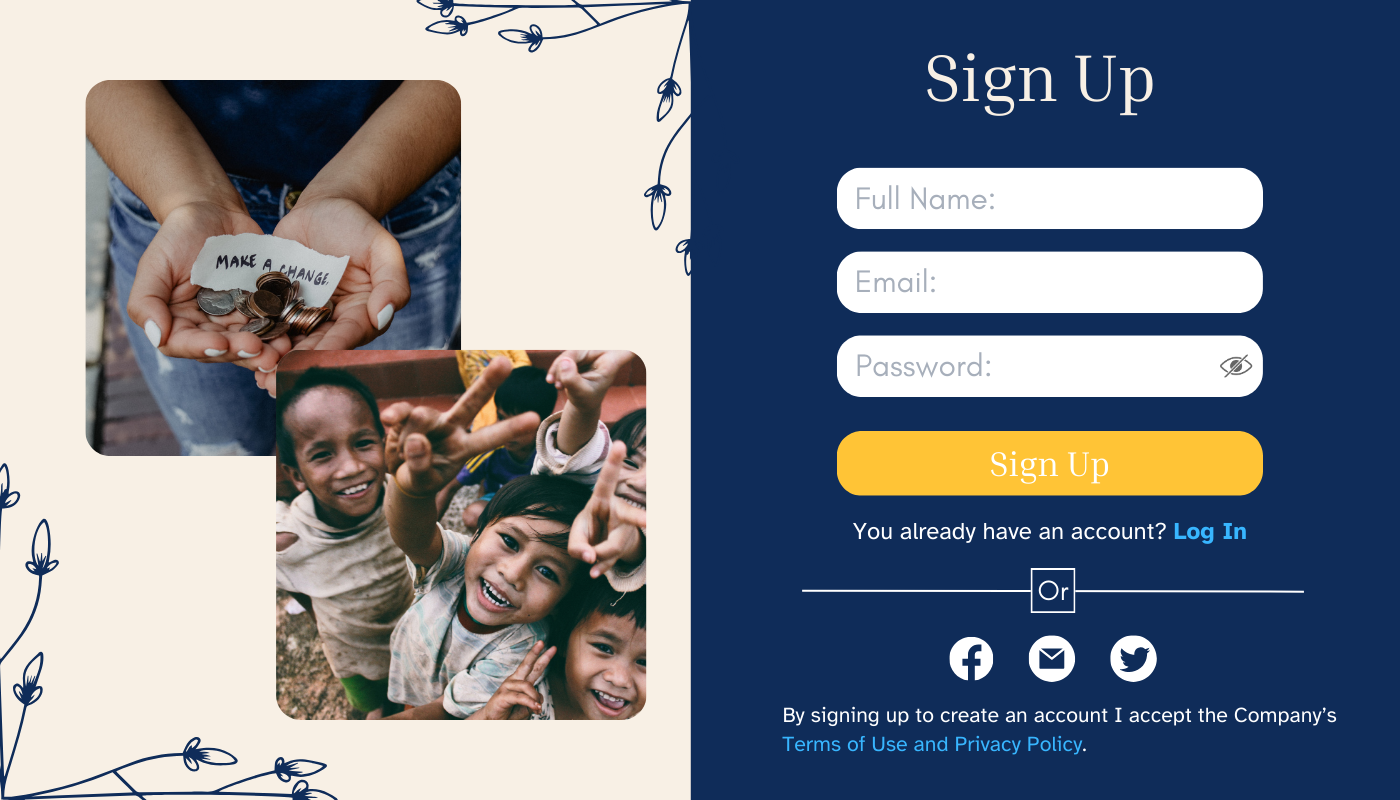 MAKE A CHANGE
Sign Up
Full Name:
Email:
Password:
Sign Up
You already have an account? Log In
Or
By signing up to create an account I accept the Company’s
Terms of Use and Privacy Policy.